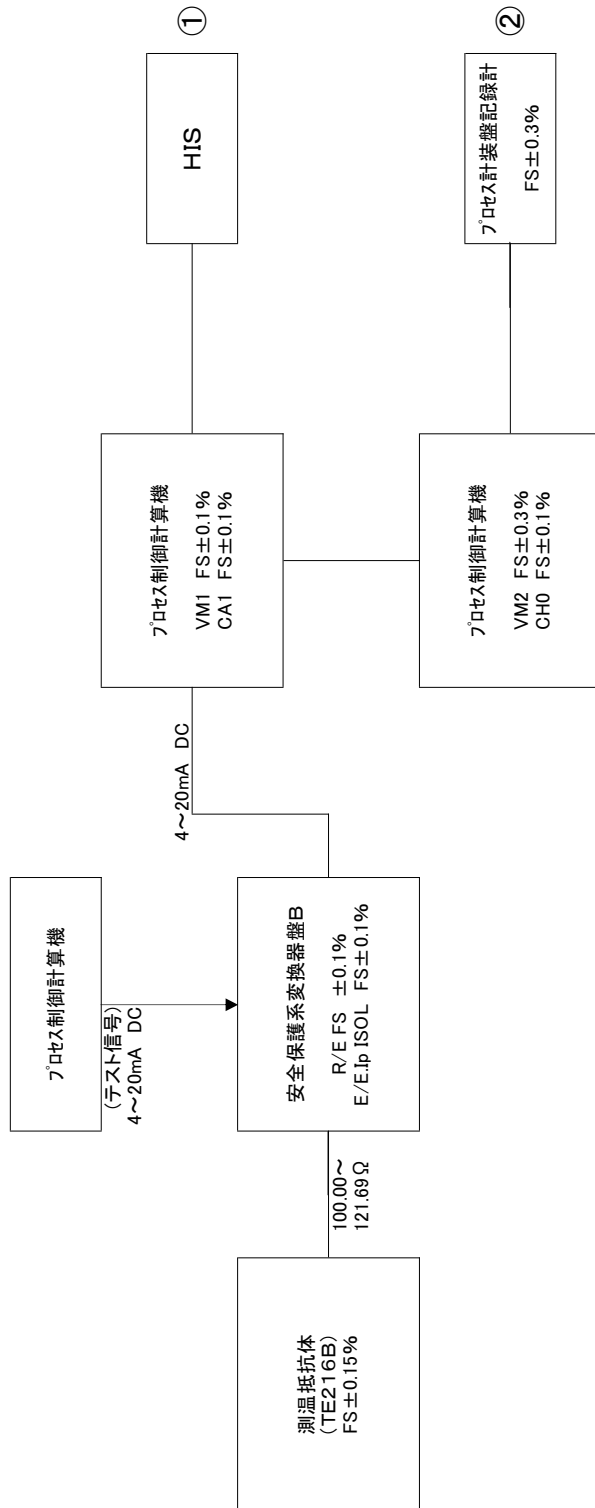 測温抵抗体
(TE216B)
FS±0.15%
100.00～
121.69Ω
プロセス制御計算機
(テスト信号)
4～20mA DC
安全保護系変換器盤B
R/E FS ±0.1%
E/E.Ip ISOL FS±0.1%
4～20mA DC
プロセス制御計算機
VM1 FS±0.1%
CA1 FS±0.1%
HIS
①
プロセス制御計算機
VM2 FS±0.3%
CH0 FS±0.1%
プロセス計装盤記録計
FS±0.3%
②